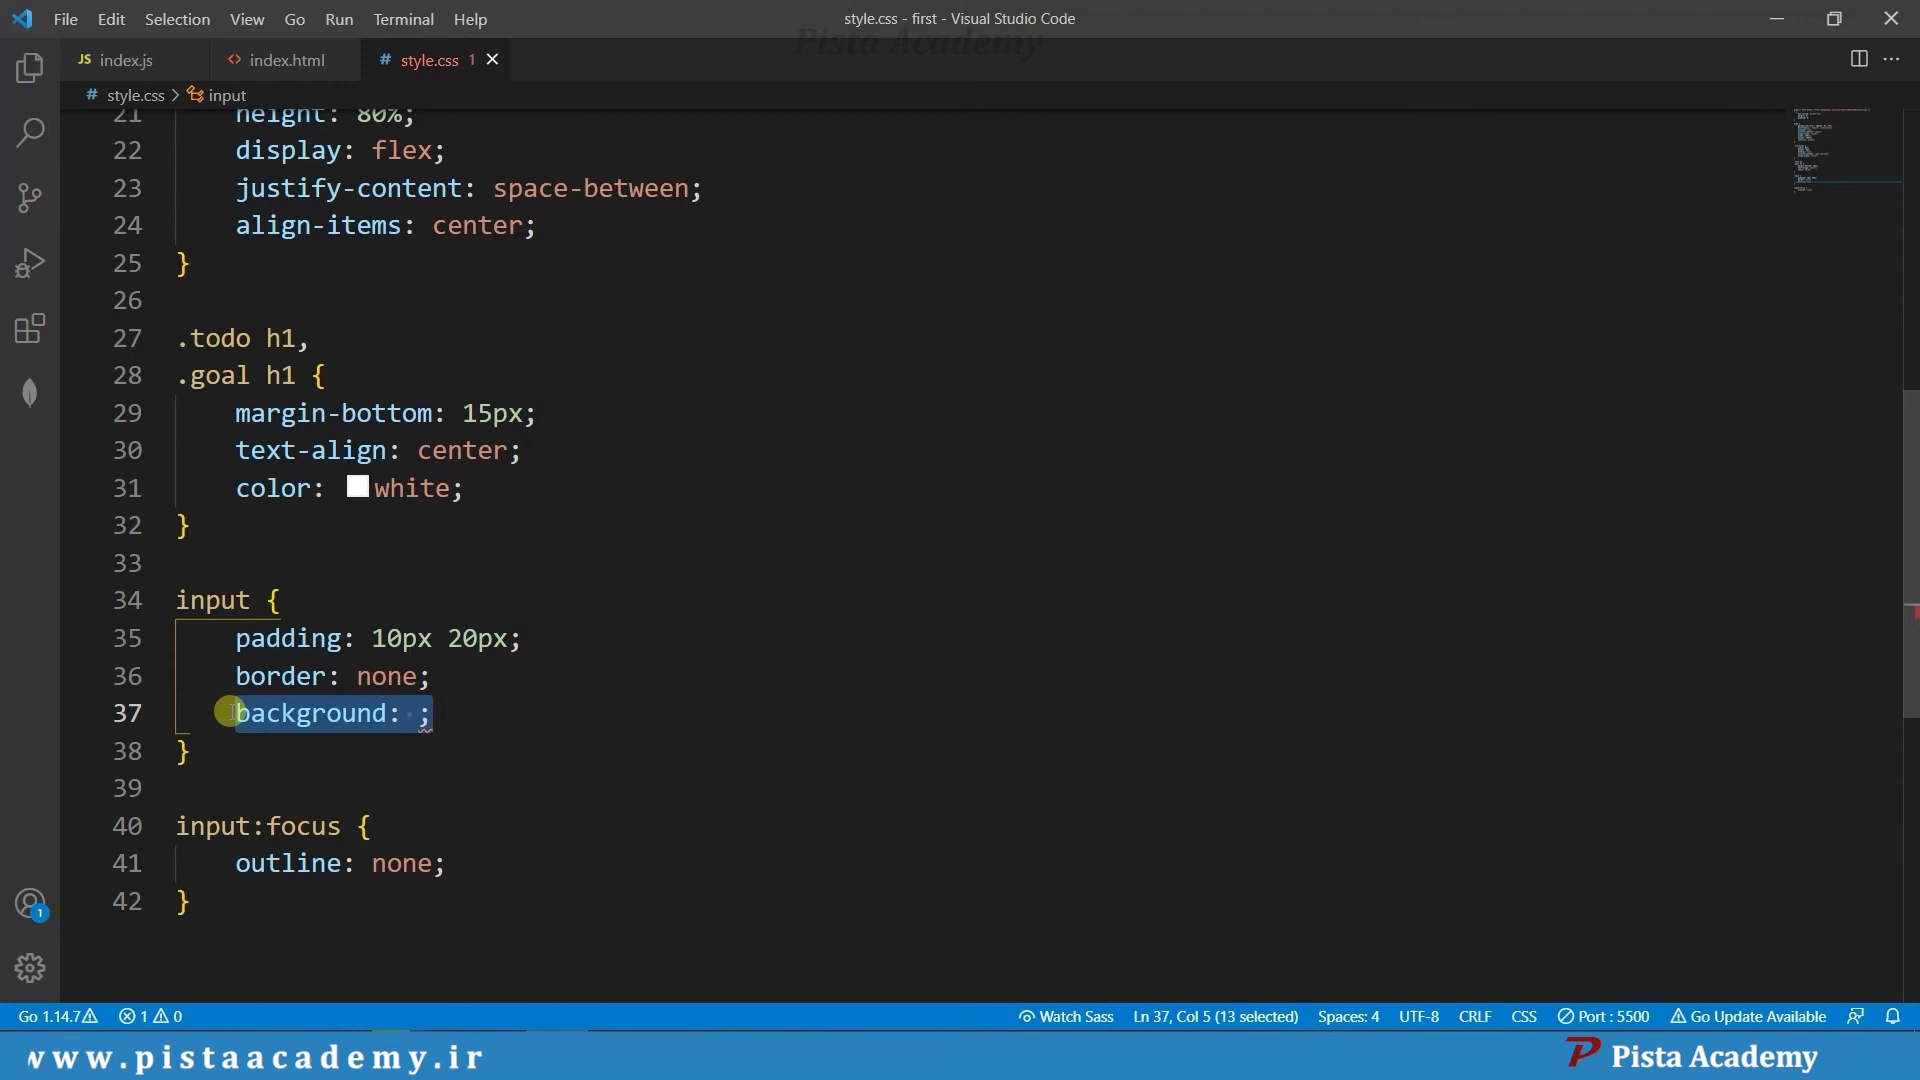 File Edit Selection View Go Run Terminal Help
style.css - first - Visual Studio Code
Pista Academy
JS index.js
<> index.html
# style.css 1
# style.css > input
21 height: 80%;
22 display: flex;
23 justify-content: space-between;
24 align-items: center;
25 }
26
27 .todo h1,
28 .goal h1 {
29 margin-bottom: 15px;
30 text-align: center;
31 color: white;
32 }
33
34 input {
35 padding: 10px 20px;
36 border: none;
37 background: ;
38 }
39
40 input:focus {
41 outline: none;
42 }
1
Go 1.14.7 1 0 Watch Sass Ln 37, Col 5 (13 selected) Spaces: 4 UTF-8 CRLF CSS Port : 5500 Go Update Available
www.pistaacademy.ir
P Pista Academy